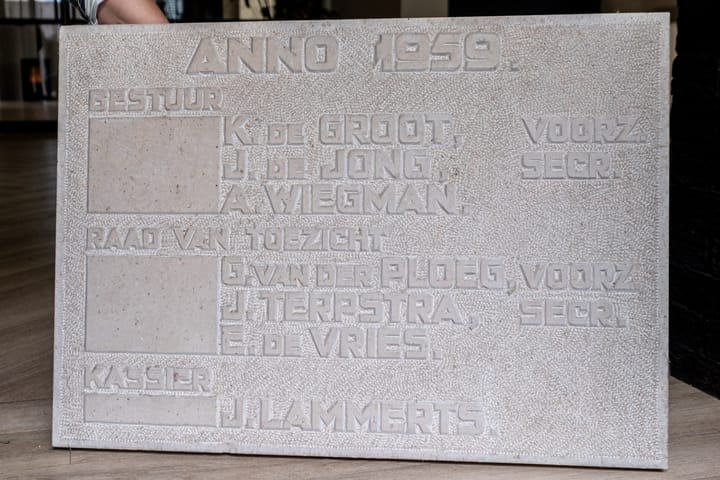 ANNO 1959.
BESTUUR
K. DE GROOT, VOORZ.
J. DE JONG, SECR.
A. WIEGMAN.
RAAD VAN TOEZICHT
G. VAN DER PLOEG, VOORZ.
J. TERPSTRA, SECR.
E. DE VRIES.
KASSIER
J. LAMMERTS.